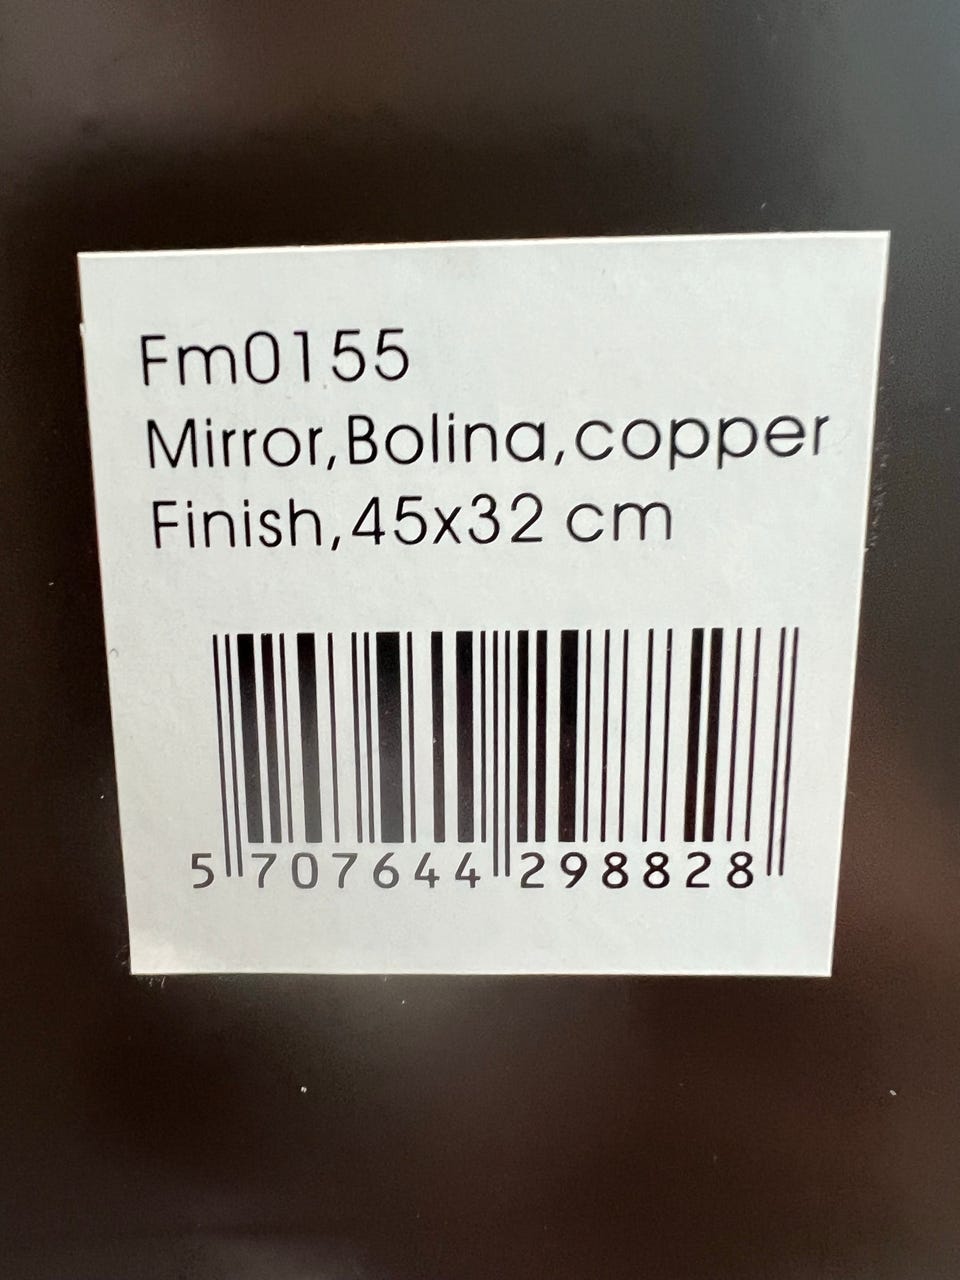 Fm0155
Mirror,Bolina,copper
Finish,45x32 cm
5 707644 298828